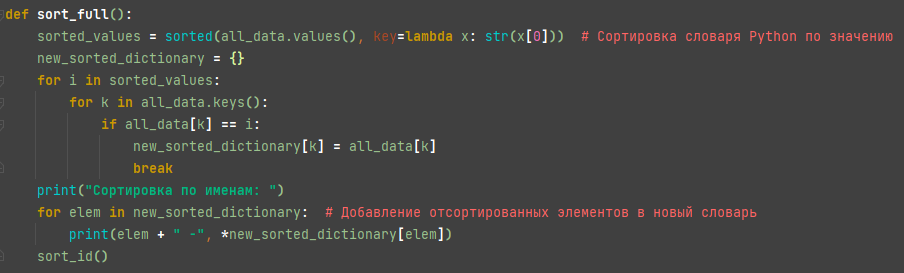 def sort_full():
    sorted_values = sorted(all_data.values(), key=lambda x: str(x[0]))  # Сортировка словаря Python по значению
    new_sorted_dictionary = {}
    for i in sorted_values:
        for k in all_data.keys():
            if all_data[k] == i:
                new_sorted_dictionary[k] = all_data[k]
                break
    print("Сортировка по именам: ")
    for elem in new_sorted_dictionary:  # Добавление отсортированных элементов в новый словарь
        print(elem + " -", *new_sorted_dictionary[elem])
    sort_id()